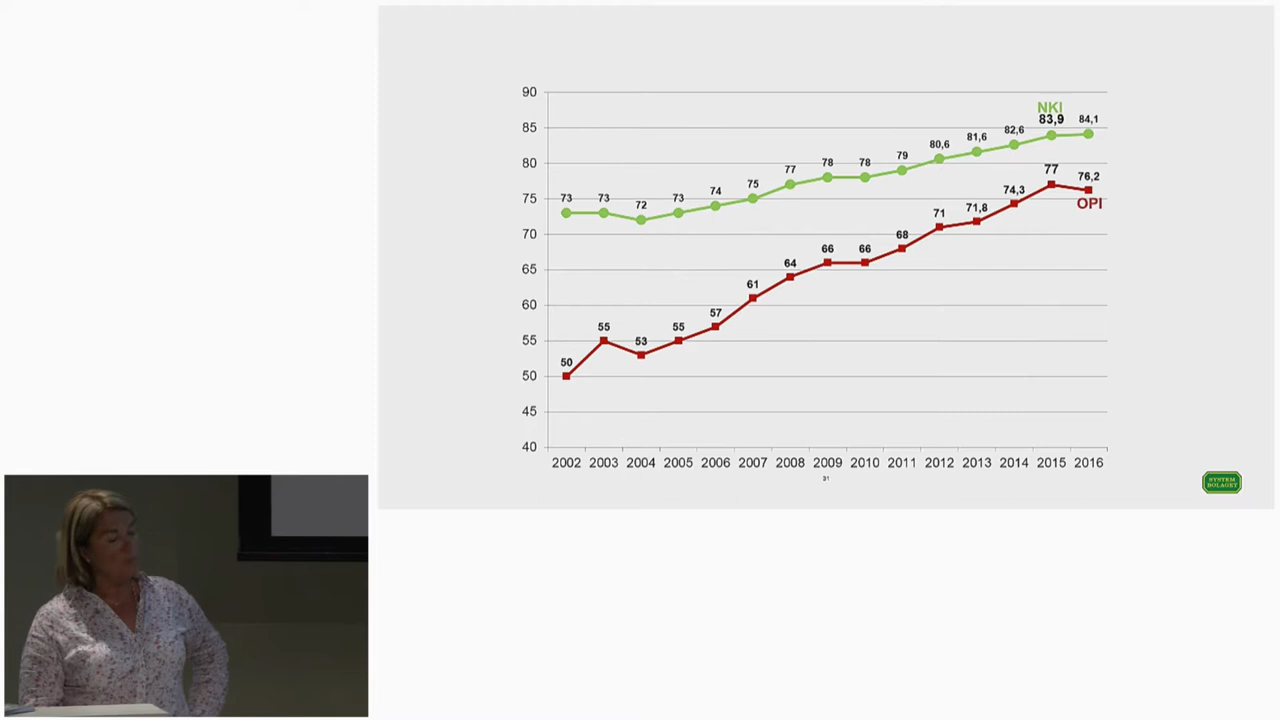 90
85
80
75
70
65
60
55
50
45
40
NKI
73 73 72 73 74 75 77 78 78 79 80,6 81,6 82,6 83,9 84,1
50 55 53 55 57 61 64 66 66 68 71 71,8 74,3 77 76,2
OPI
2002 2003 2004 2005 2006 2007 2008 2009 2010 2011 2012 2013 2014 2015 2016
31
SYSTEM
BOLAGET